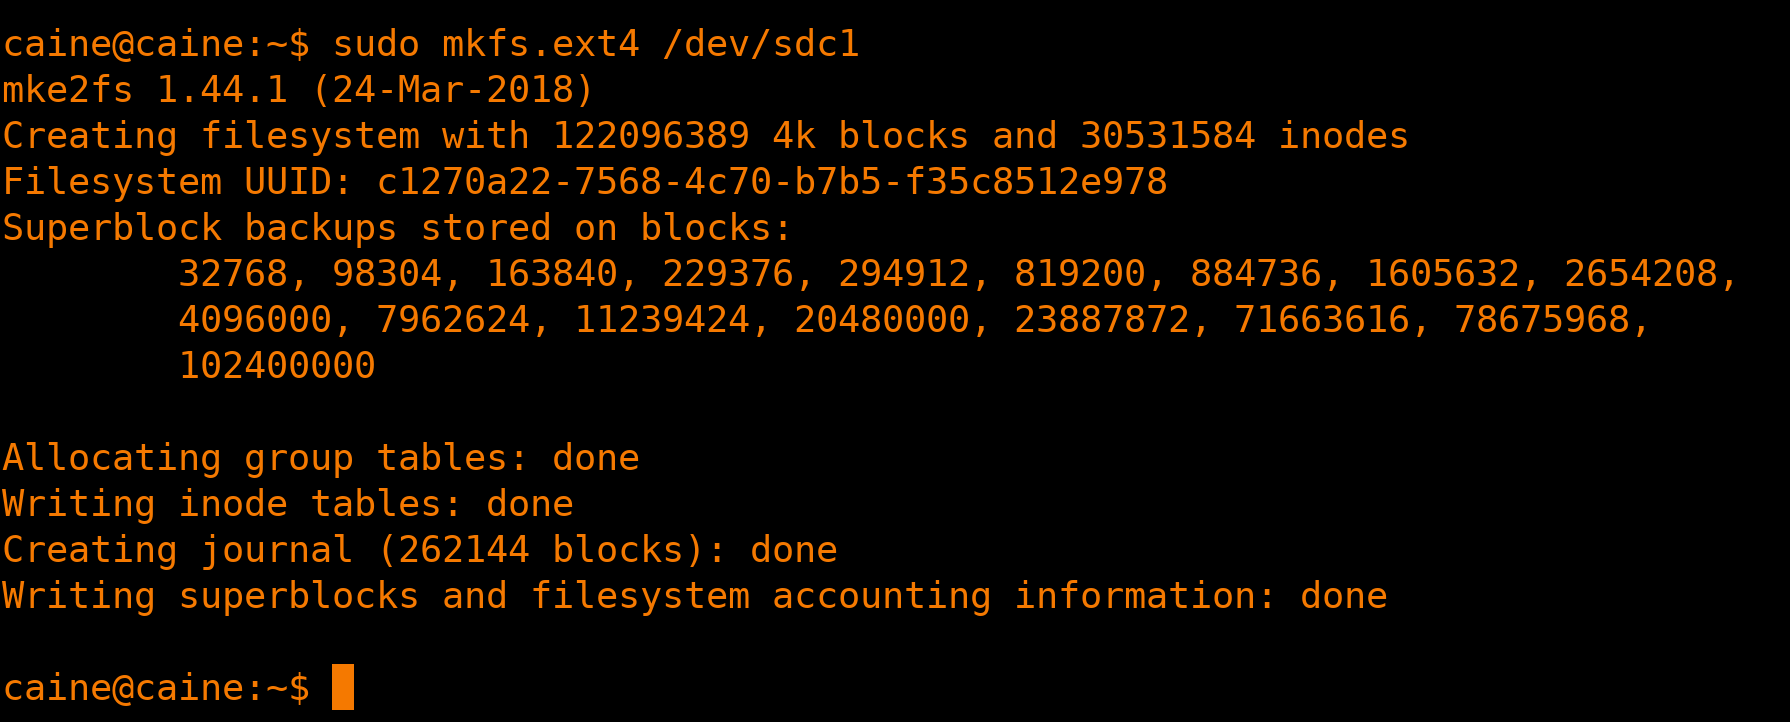 caine@caine:~$ sudo mkfs.ext4 /dev/sdc1
mke2fs 1.44.1 (24-Mar-2018)
Creating filesystem with 122096389 4k blocks and 30531584 inodes
Filesystem UUID: c1270a22-7568-4c70-b7b5-f35c8512e978
Superblock backups stored on blocks:
32768, 98304, 163840, 229376, 294912, 819200, 884736, 1605632, 2654208,
4096000, 7962624, 11239424, 20480000, 23887872, 71663616, 78675968,
102400000
Allocating group tables: done
Writing inode tables: done
Creating journal (262144 blocks): done
Writing superblocks and filesystem accounting information: done
caine@caine:~$